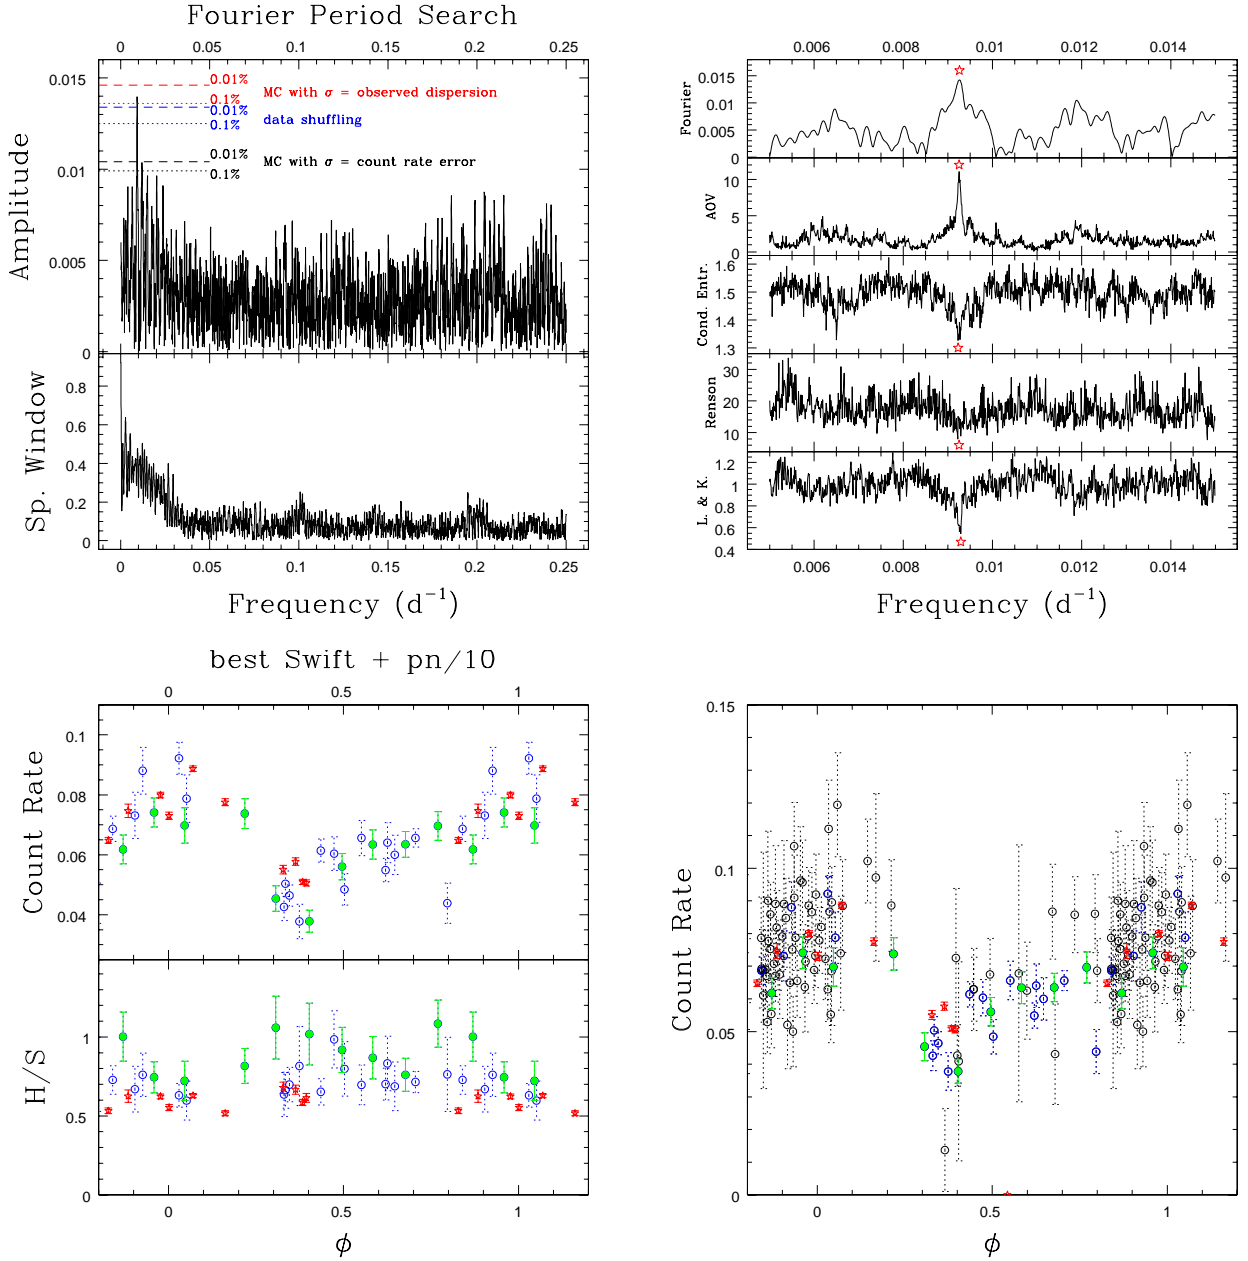 Fourier Period Search
0 0.05 0.1 0.15 0.2 0.25
0.015
0.01
0.005
0
Amplitude
0.01%
0.1%
MC with σ = observed dispersion
0.01%
0.1%
data shuffling
0.01%
0.1%
MC with σ = count rate error
0.8
0.6
0.4
0.2
0
Sp. Window
0 0.05 0.1 0.15 0.2 0.25
Frequency (d⁻¹)
0.006 0.008 0.01 0.012 0.014
0.015
0.01
0.005
0
Fourier
10
5
0
AOV
1.6
1.5
1.4
1.3
Cond. Entr.
30
20
10
Renson
1.2
1
0.8
0.6
0.4
L. & K.
0.006 0.008 0.01 0.012 0.014
Frequency (d⁻¹)
best Swift + pn/10
0 0.5 1
0.1
0.08
0.06
0.04
Count Rate
1
0.5
0
H/S
0 0.5 1
ϕ
0.15
0.1
0.05
0
Count Rate
0 0.5 1
ϕ